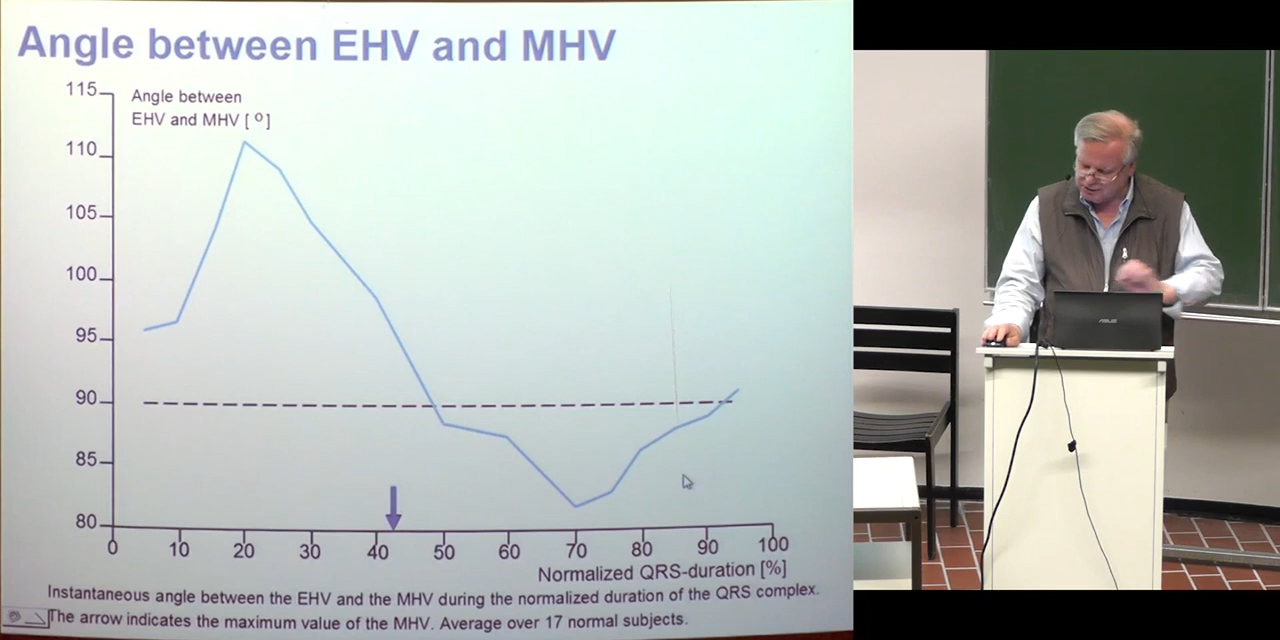 Angle between EHV and MHV
115
Angle between
EHV and MHV [ º ]
110
105
100
95
90
85
80
0 10 20 30 40 50 60 70 80 90 100
Normalized QRS-duration [%]
Instantaneous angle between the EHV and the MHV during the normalized duration of the QRS complex.
The arrow indicates the maximum value of the MHV. Average over 17 normal subjects.
ASUS